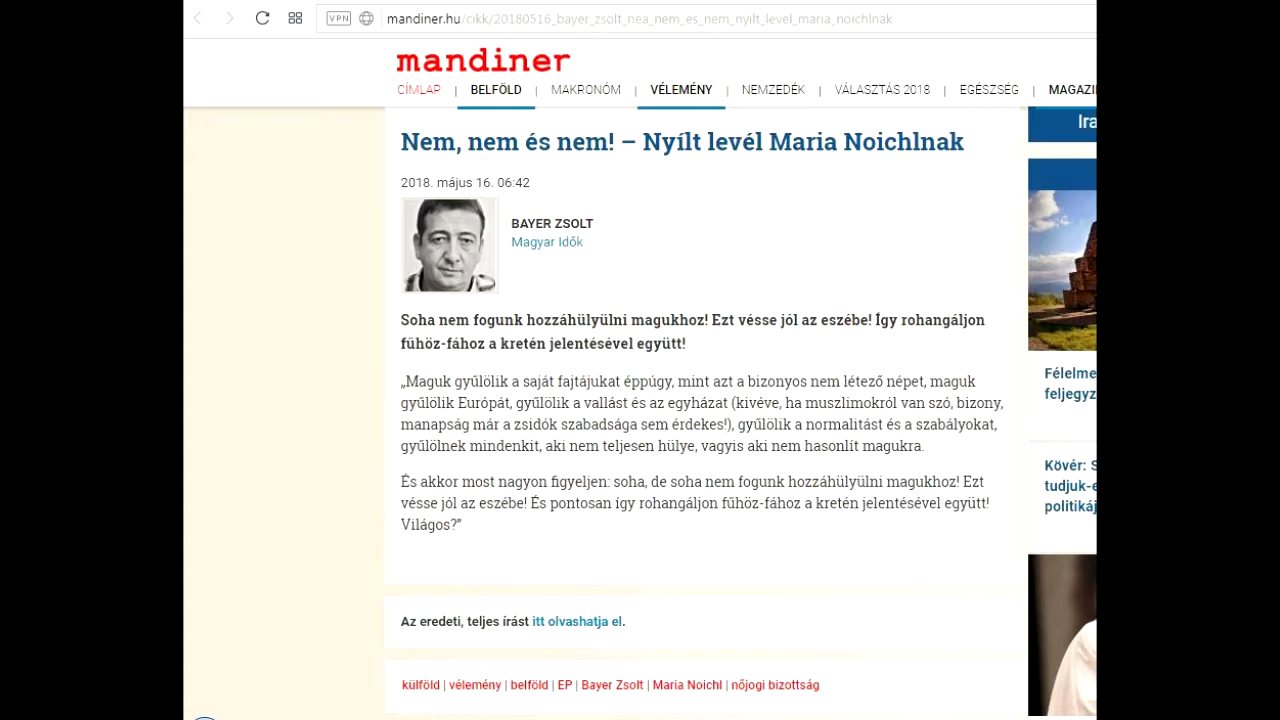 VPN mandiner.hu/cikk/20180516_bayer_zsolt_nea_nem_es_nem_nyilt_level_maria_noichlnak
mandiner
CÍMLAP | BELFÖLD | MAKRONÓM | VÉLEMÉNY | NEMZEDÉK | VÁLASZTÁS 2018 | EGÉSZSÉG | MAGAZI
Ira
Nem, nem és nem! – Nyílt levél Maria Noichlnak
2018. május 16. 06:42
BAYER ZSOLT
Magyar Idők
Soha nem fogunk hozzáhülyülni magukhoz! Ezt vésse jól az eszébe! Így rohangáljon
fűhöz-fához a kretén jelentésével együtt!
„Maguk gyűlölik a saját fajtájukat éppúgy, mint azt a bizonyos nem létező népet, maguk
gyűlölik Európát, gyűlölik a vallást és az egyházat (kivéve, ha muszlimokról van szó, bizony,
manapság már a zsidók szabadsága sem érdekes!), gyűlölik a normalitást és a szabályokat,
gyűlölnek mindenkit, aki nem teljesen hülye, vagyis aki nem hasonlít magukra.
És akkor most nagyon figyeljen: soha, de soha nem fogunk hozzáhülyülni magukhoz! Ezt
vésse jól az eszébe! És pontosan így rohangáljon fűhöz-fához a kretén jelentésével együtt!
Világos?”
Félelme
feljegyz
Kövér: S
tudjuk-e
politikáj
Az eredeti, teljes írást itt olvashatja el.
külföld | vélemény | belföld | EP | Bayer Zsolt | Maria Noichl | nőjogi bizottság